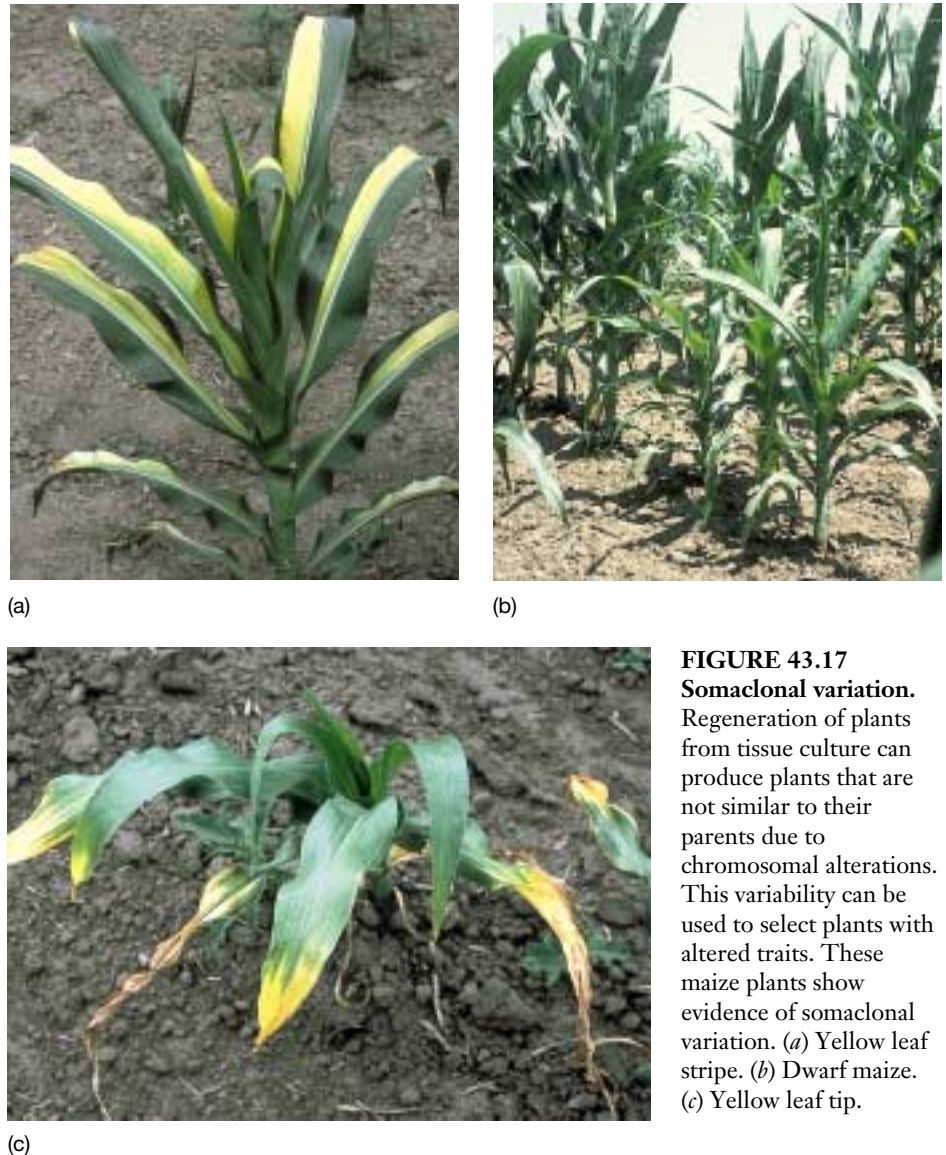 (a)
(b)
(c)
FIGURE 43.17
Somaclonal variation.
Regeneration of plants
from tissue culture can
produce plants that are
not similar to their
parents due to
chromosomal alterations.
This variability can be
used to select plants with
altered traits. These
maize plants show
evidence of somaclonal
variation. (a) Yellow leaf
stripe. (b) Dwarf maize.
(c) Yellow leaf tip.